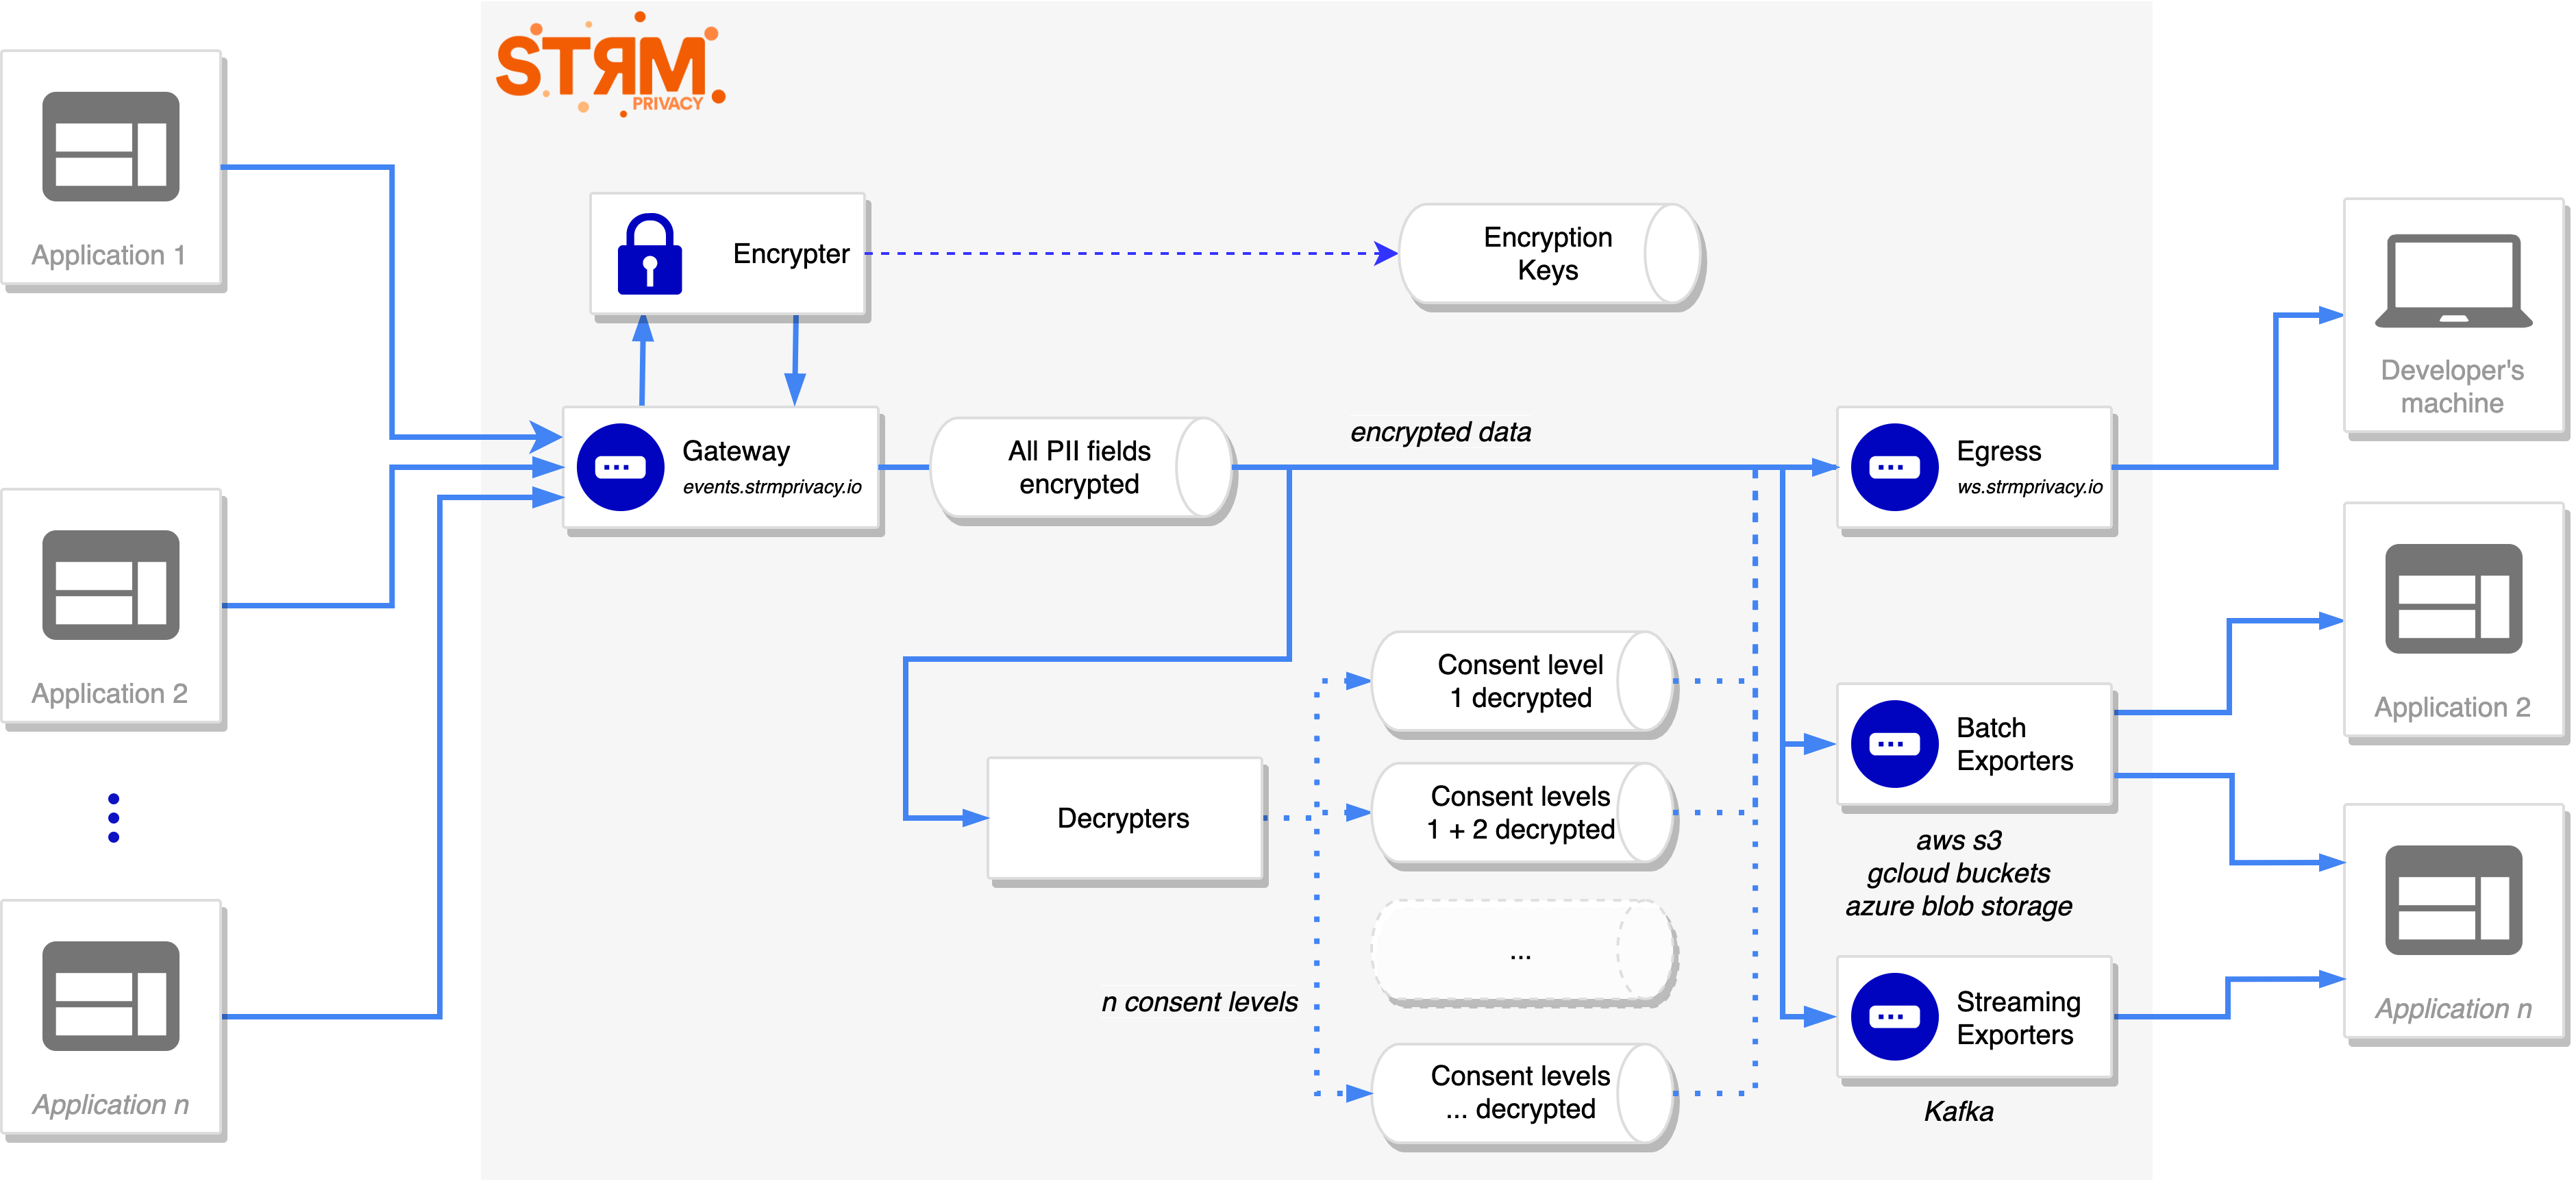 STRM
PRIVACY
Application 1
Encrypter
Encryption
Keys
Developer's
machine
Gateway
events.strmprivacy.io
All PII fields
encrypted
encrypted data
Egress
ws.strmprivacy.io
Application 2
Consent level
1 decrypted
Application 2
Batch
Exporters
Decrypters
Consent levels
1 + 2 decrypted
aws s3
gcloud buckets
azure blob storage
...
n consent levels
Streaming
Exporters
Application n
Consent levels
... decrypted
Kafka
Application n